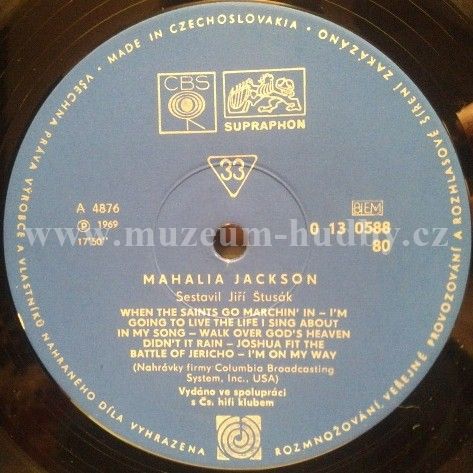 MADE IN CZECHOSLOVAKIA • VŠECHNA PRÁVA VÝROBCE A VLASTNÍKŮ NAHRANÉHO DÍLA VYHRAZENA
ROZMNOŽOVÁNÍ, VEŘEJNÉ PROVOZOVÁNÍ A ROZHLASOVÉ ŠÍŘENÍ ZAKÁZÁNO
CBS
SUPRAPHON
33
A 4876
℗ 1969
17'50"
BIEM
0 13 0588
80
www.muzeum-hudby.cz
MAHALIA JACKSON
Sestavil Jiří Štusák
WHEN THE SAINTS GO MARCHIN' IN – I'M
GOING TO LIVE THE LIFE I SING ABOUT
IN MY SONG – WALK OVER GOD'S HEAVEN
DIDN'T IT RAIN – JOSHUA FIT THE
BATTLE OF JERICHO – I'M ON MY WAY
(Nahrávky firmy Columbia Broadcasting
System, Inc., USA)
Vydáno ve spolupráci
s Čs. hifi klubem